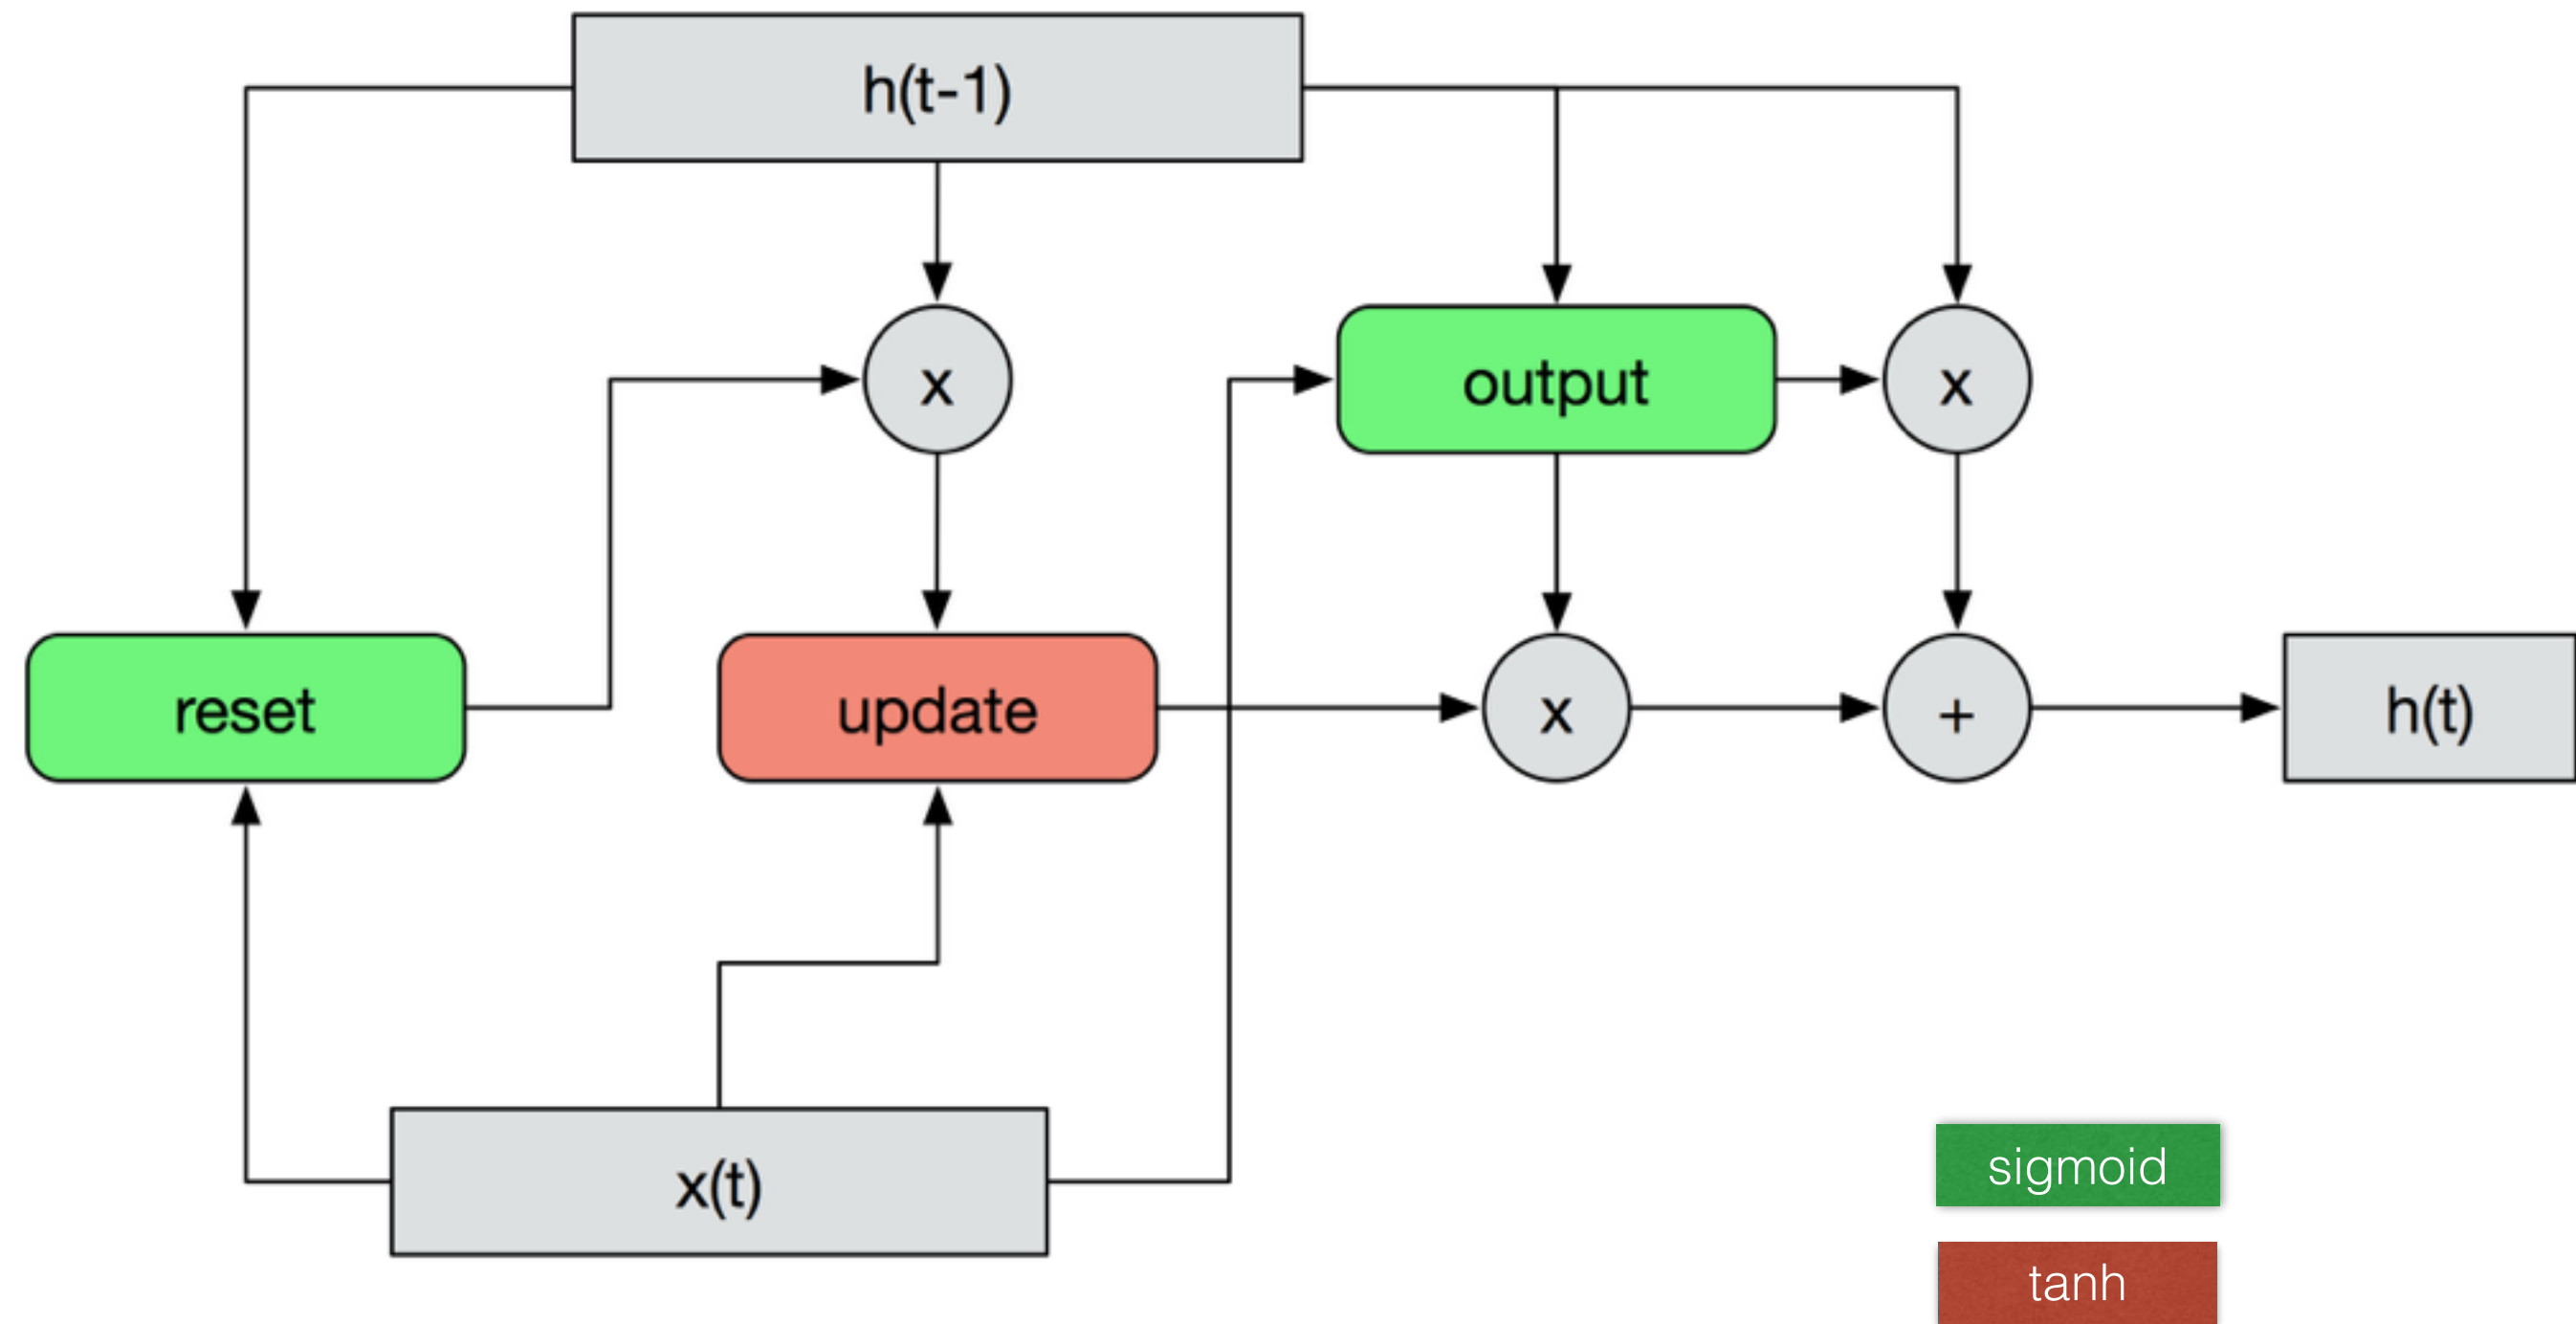 h(t-1)
x
output
x
reset
update
x
+
h(t)
x(t)
sigmoid
tanh